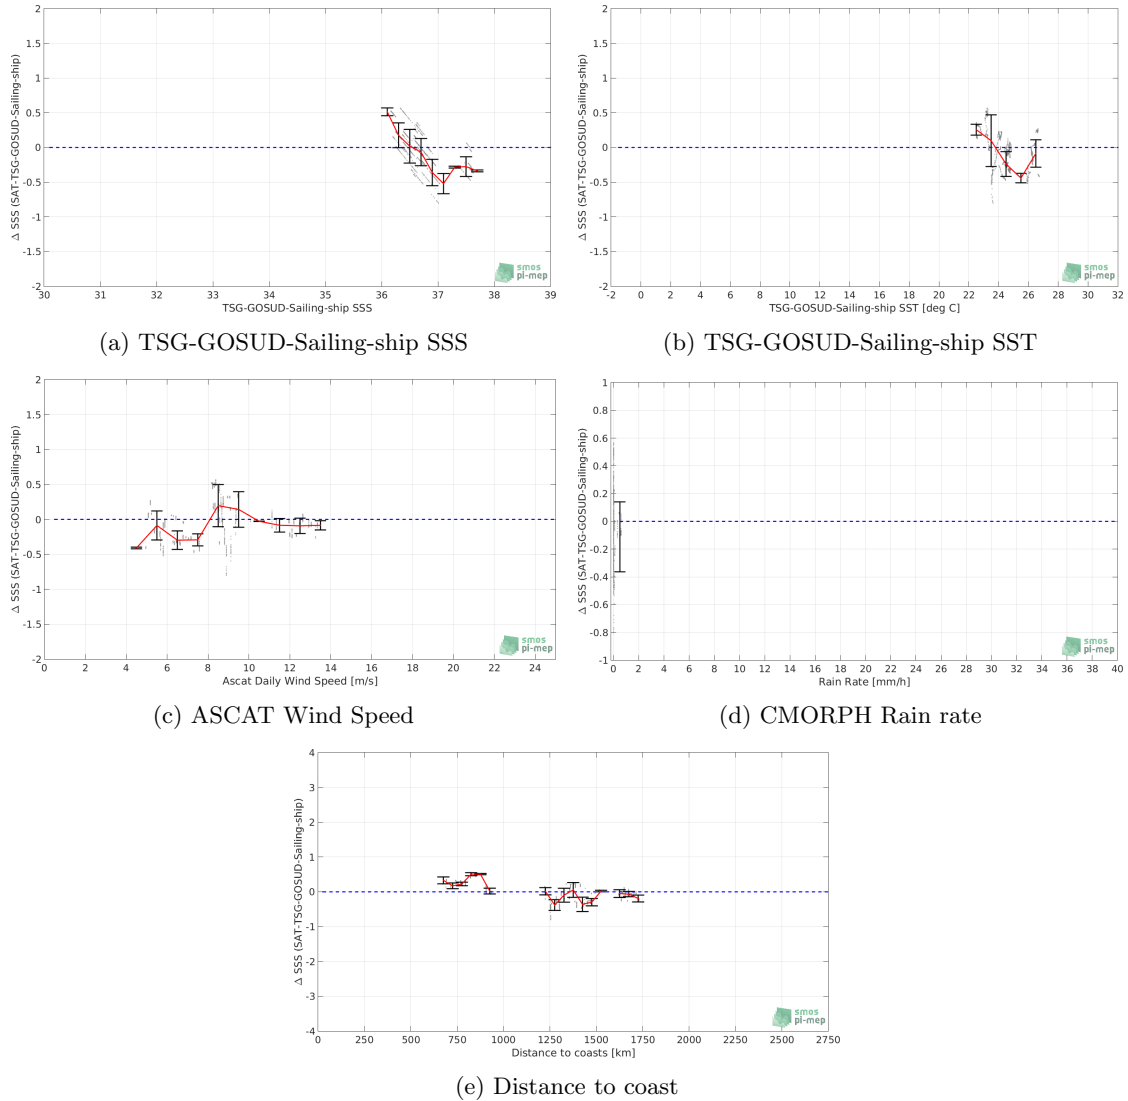 2
1.5
1
0.5
0
-0.5
-1
-1.5
-2
Δ SSS (SAT-TSG-GOSUD-Sailing-ship)
30 31 32 33 34 35 36 37 38 39
TSG-GOSUD-Sailing-ship SSS
smos
pi-mep
(a) TSG-GOSUD-Sailing-ship SSS
2
1.5
1
0.5
0
-0.5
-1
-1.5
-2
Δ SSS (SAT-TSG-GOSUD-Sailing-ship)
-2 0 2 4 6 8 10 12 14 16 18 20 22 24 26 28 30 32
TSG-GOSUD-Sailing-ship SST [deg C]
smos
pi-mep
(b) TSG-GOSUD-Sailing-ship SST
2
1.5
1
0.5
0
-0.5
-1
-1.5
-2
Δ SSS (SAT-TSG-GOSUD-Sailing-ship)
0 2 4 6 8 10 12 14 16 18 20 22 24
Ascat Daily Wind Speed [m/s]
smos
pi-mep
(c) ASCAT Wind Speed
1
0.8
0.6
0.4
0.2
0
-0.2
-0.4
-0.6
-0.8
-1
Δ SSS (SAT-TSG-GOSUD-Sailing-ship)
0 2 4 6 8 10 12 14 16 18 20 22 24 26 28 30 32 34 36 38 40
Rain Rate [mm/h]
smos
pi-mep
(d) CMORPH Rain rate
4
3
2
1
0
-1
-2
-3
-4
Δ SSS (SAT-TSG-GOSUD-Sailing-ship)
0 250 500 750 1000 1250 1500 1750 2000 2250 2500 2750
Distance to coasts [km]
smos
pi-mep
(e) Distance to coast